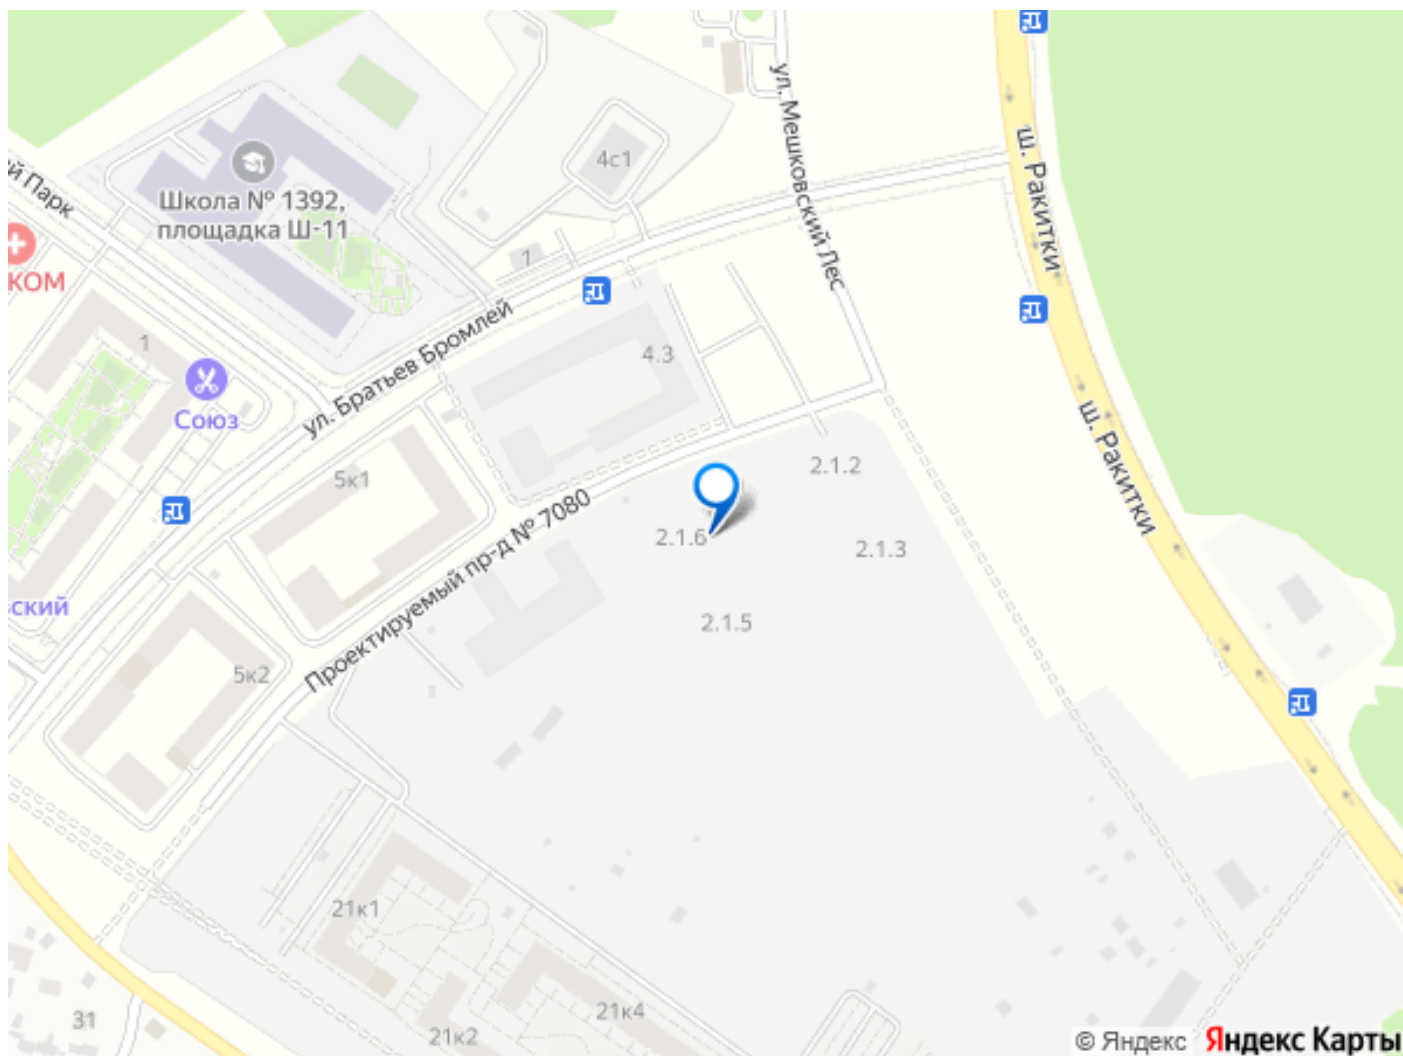 ул. Мешковский Лес
ш. Ракитки
4с1
Школа № 1392,
площадка Ш-11
ий Парк
КОМ
1
ул. Братьев Бромлей
1
4.3
Союз
ш. Ракитки
5к1
2.1.2
Проектируемый пр-д № 7080
2.1.6
2.1.3
ский
2.1.5
5к2
21к1
31
21к4
21к2
© Яндекс Яндекс Карты